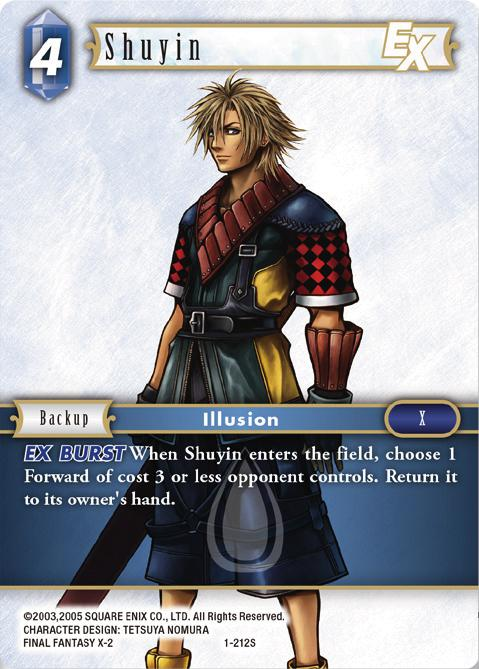 4
Shuyin
EX
Backup
Illusion
X
EX BURST When Shuyin enters the field, choose 1
Forward of cost 3 or less opponent controls. Return it
to its owner's hand.
©2003,2005 SQUARE ENIX CO., LTD. All Rights Reserved.
CHARACTER DESIGN: TETSUYA NOMURA
FINAL FANTASY X-2
1-212S